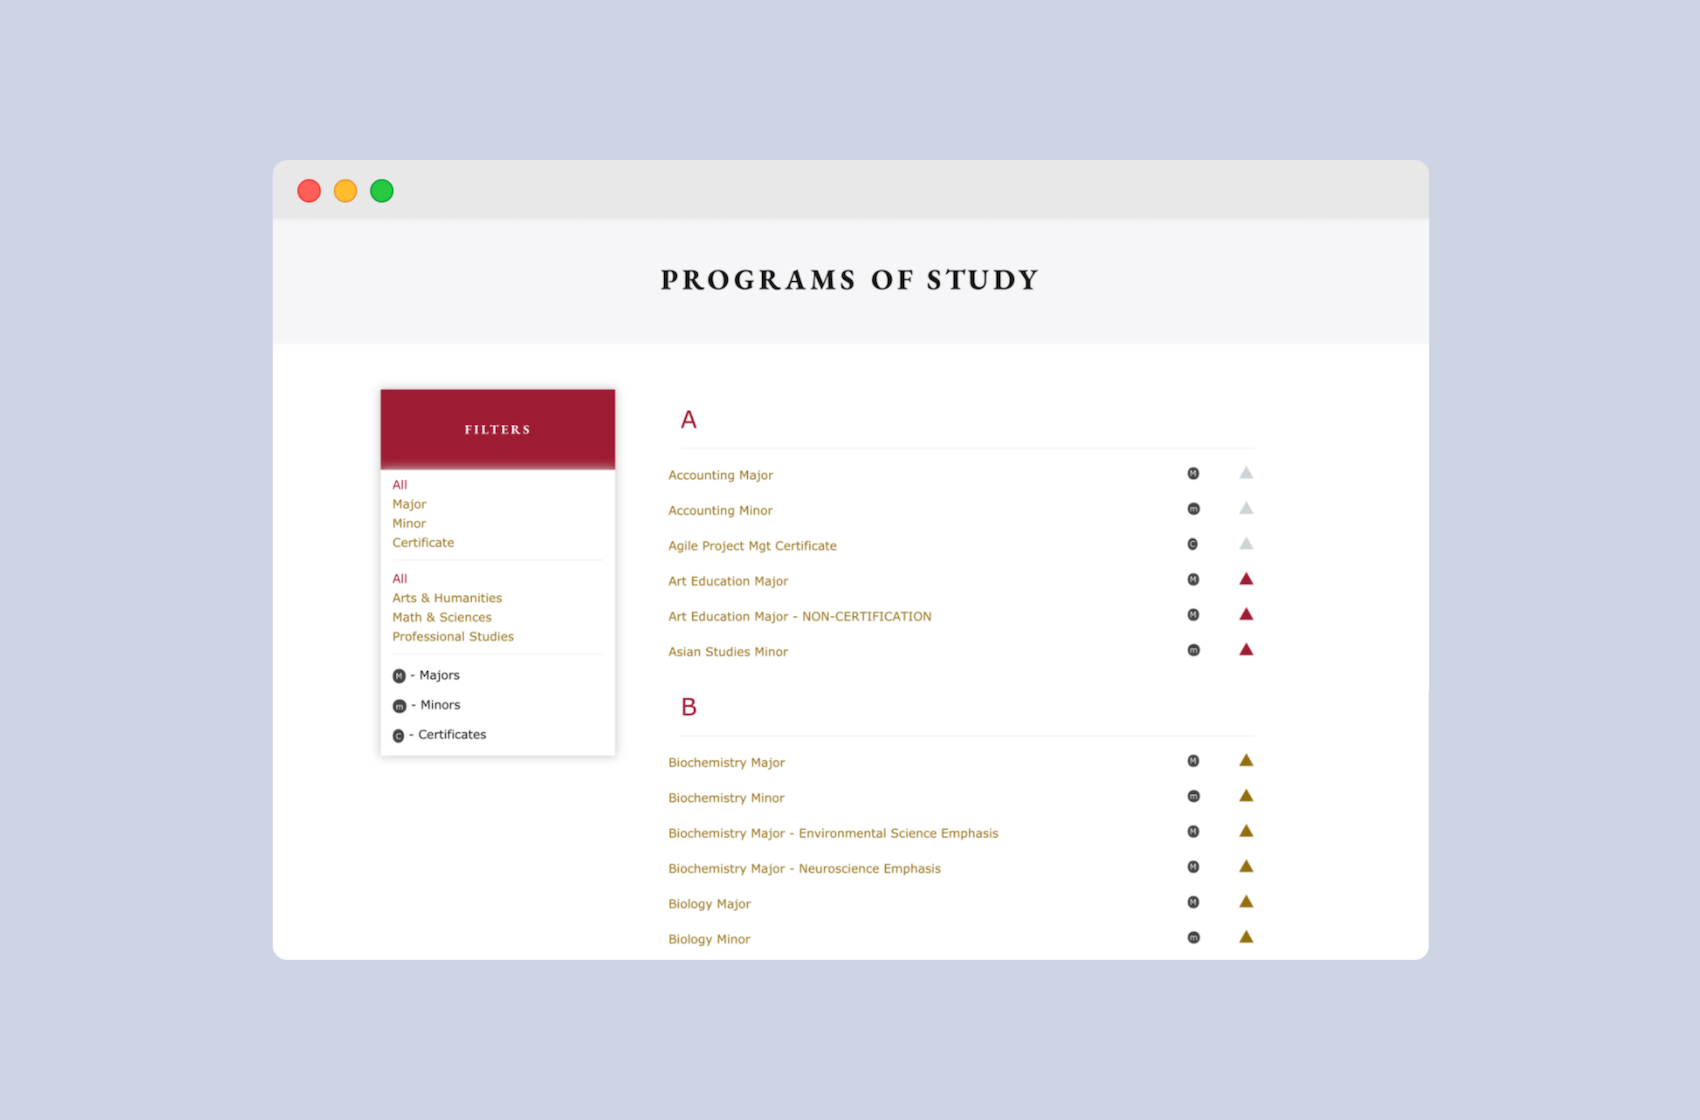 PROGRAMS OF STUDY
FILTERS
All
Major
Minor
Certificate
All
Arts & Humanities
Math & Sciences
Professional Studies
M - Majors
m - Minors
C - Certificates
A
Accounting Major M
Accounting Minor m
Agile Project Mgt Certificate C
Art Education Major M
Art Education Major - NON-CERTIFICATION M
Asian Studies Minor m
B
Biochemistry Major M
Biochemistry Minor m
Biochemistry Major - Environmental Science Emphasis M
Biochemistry Major - Neuroscience Emphasis M
Biology Major M
Biology Minor m